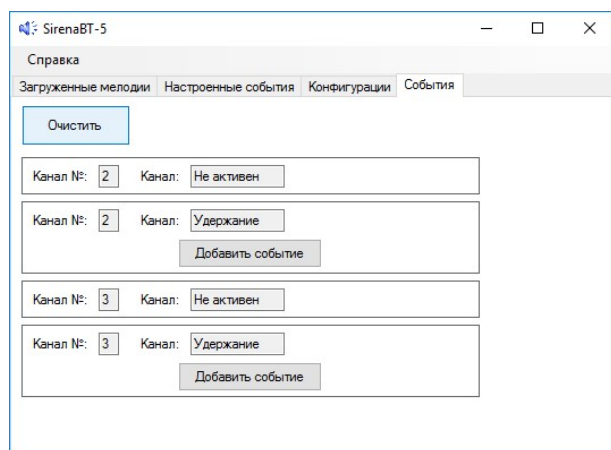 SirenaBT-5
Справка
Загруженные мелодии Настроенные события Конфигурации События
Очистить
Канал №: 2 Канал: Не активен
Канал №: 2 Канал: Удержание
Добавить событие
Канал №: 3 Канал: Не активен
Канал №: 3 Канал: Удержание
Добавить событие